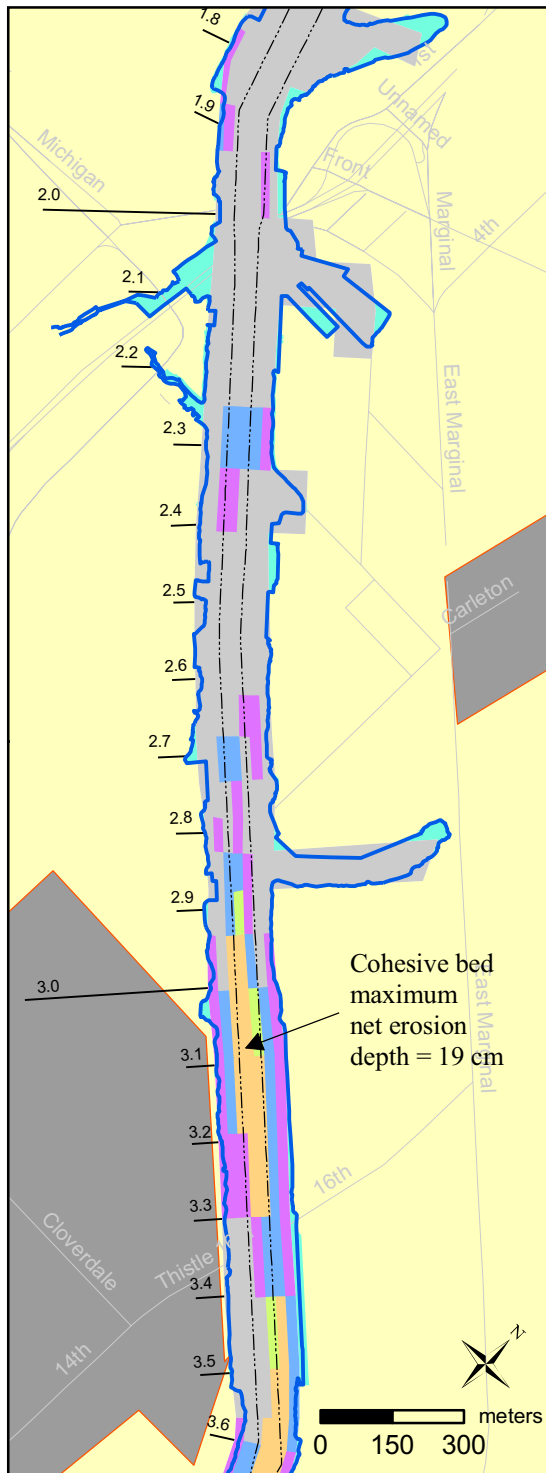 1.8
1st
1.9
Unnamed
Michigan
Front
2.0
Marginal
4th
2.1
2.2
East Marginal
2.3
2.4
2.5
Carleton
2.6
2.7
2.8
2.9
3.0
Cohesive bed
maximum
net erosion
depth = 19 cm
East Marginal
3.1
3.2
16th
3.3
Cloverdale
Thistle
3.4
14th
3.5
3.6
N
meters
0 150 300